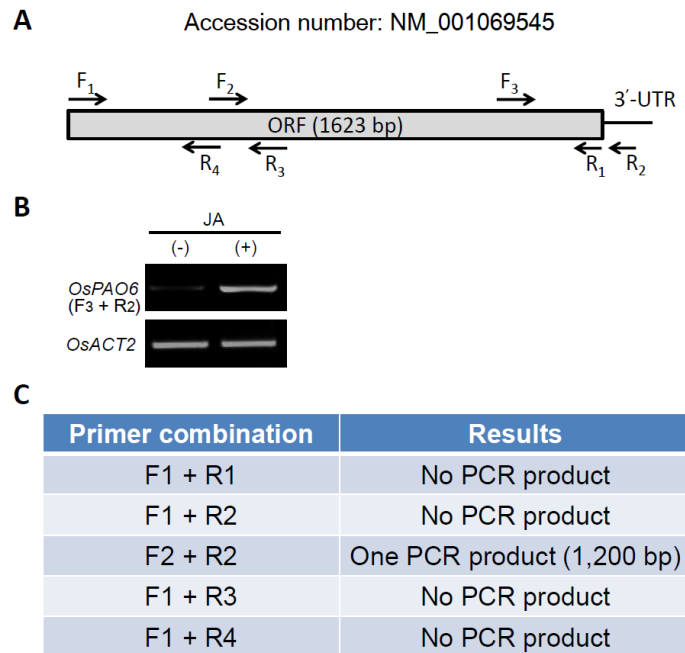 A
Accession number: NM_001069545
F1
F2
F3
3′-UTR
ORF (1623 bp)
R4
R3
R1
R2
B
JA
(-) (+)
OsPAO6
(F3 + R2)
OsACT2
C
Primer combination Results
F1 + R1 No PCR product
F1 + R2 No PCR product
F2 + R2 One PCR product (1,200 bp)
F1 + R3 No PCR product
F1 + R4 No PCR product